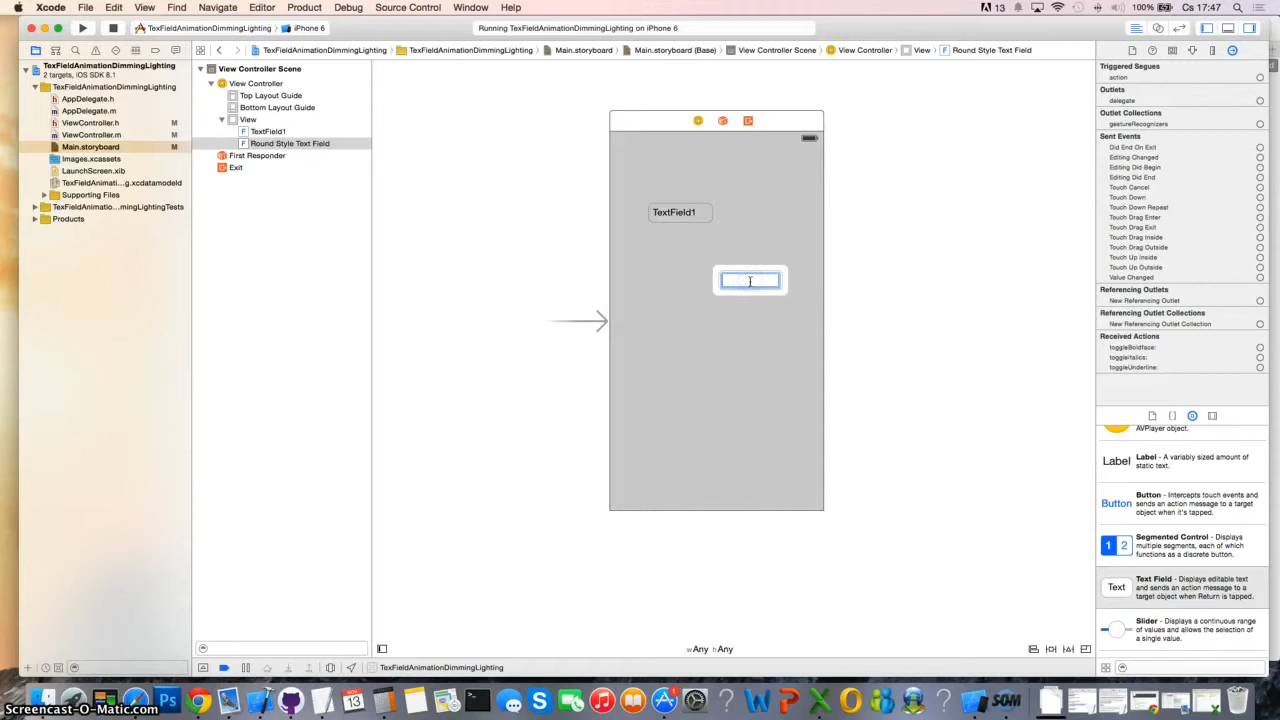 Xcode File Edit View Find Navigate Editor Product Debug Source Control Window Help 13 100% Cs 17:47
TexFieldAnimationDimmingLighting iPhone 6 Running TexFieldAnimationDimmingLighting on iPhone 6
TexFieldAnimationDimmingLighting TexFieldAnimationDimmingLighting Main.storyboard Main.storyboard (Base) View Controller Scene View Controller View F Round Style Text Field
TexFieldAnimationDimmingLighting
2 targets, iOS SDK 8.1
TexFieldAnimationDimmingLighting
AppDelegate.h
AppDelegate.m
ViewController.h M
ViewController.m M
Main.storyboard M
Images.xcassets
LaunchScreen.xib
TexFieldAnimati...g.xcdatamodeld
Supporting Files
TexFieldAnimatio...mingLightingTests
Products
View Controller Scene
View Controller
Top Layout Guide
Bottom Layout Guide
View
F TextField1
F Round Style Text Field
First Responder
Exit
TextField1
wAny hAny
TexFieldAnimationDimmingLighting
Triggered Segues
action
Outlets
delegate
Outlet Collections
gestureRecognizers
Sent Events
Did End On Exit
Editing Changed
Editing Did Begin
Editing Did End
Touch Cancel
Touch Down
Touch Down Repeat
Touch Drag Enter
Touch Drag Exit
Touch Drag Inside
Touch Drag Outside
Touch Up Inside
Touch Up Outside
Value Changed
Referencing Outlets
New Referencing Outlet
Referencing Outlet Collections
New Referencing Outlet Collection
Received Actions
toggleBoldface:
toggleItalics:
toggleUnderline:
AVPlayer object.
Label Label - A variably sized amount of
static text.
Button Button - Intercepts touch events and
sends an action message to a target
object when it's tapped.
1 2 Segmented Control - Displays
multiple segments, each of which
functions as a discrete button.
Text Text Field - Displays editable text
and sends an action message to a
target object when Return is tapped.
Slider - Displays a continuous range
of values and allows the selection of
a single value.
NOV
13
Ps
SOM
Screencast-O-Matic.com